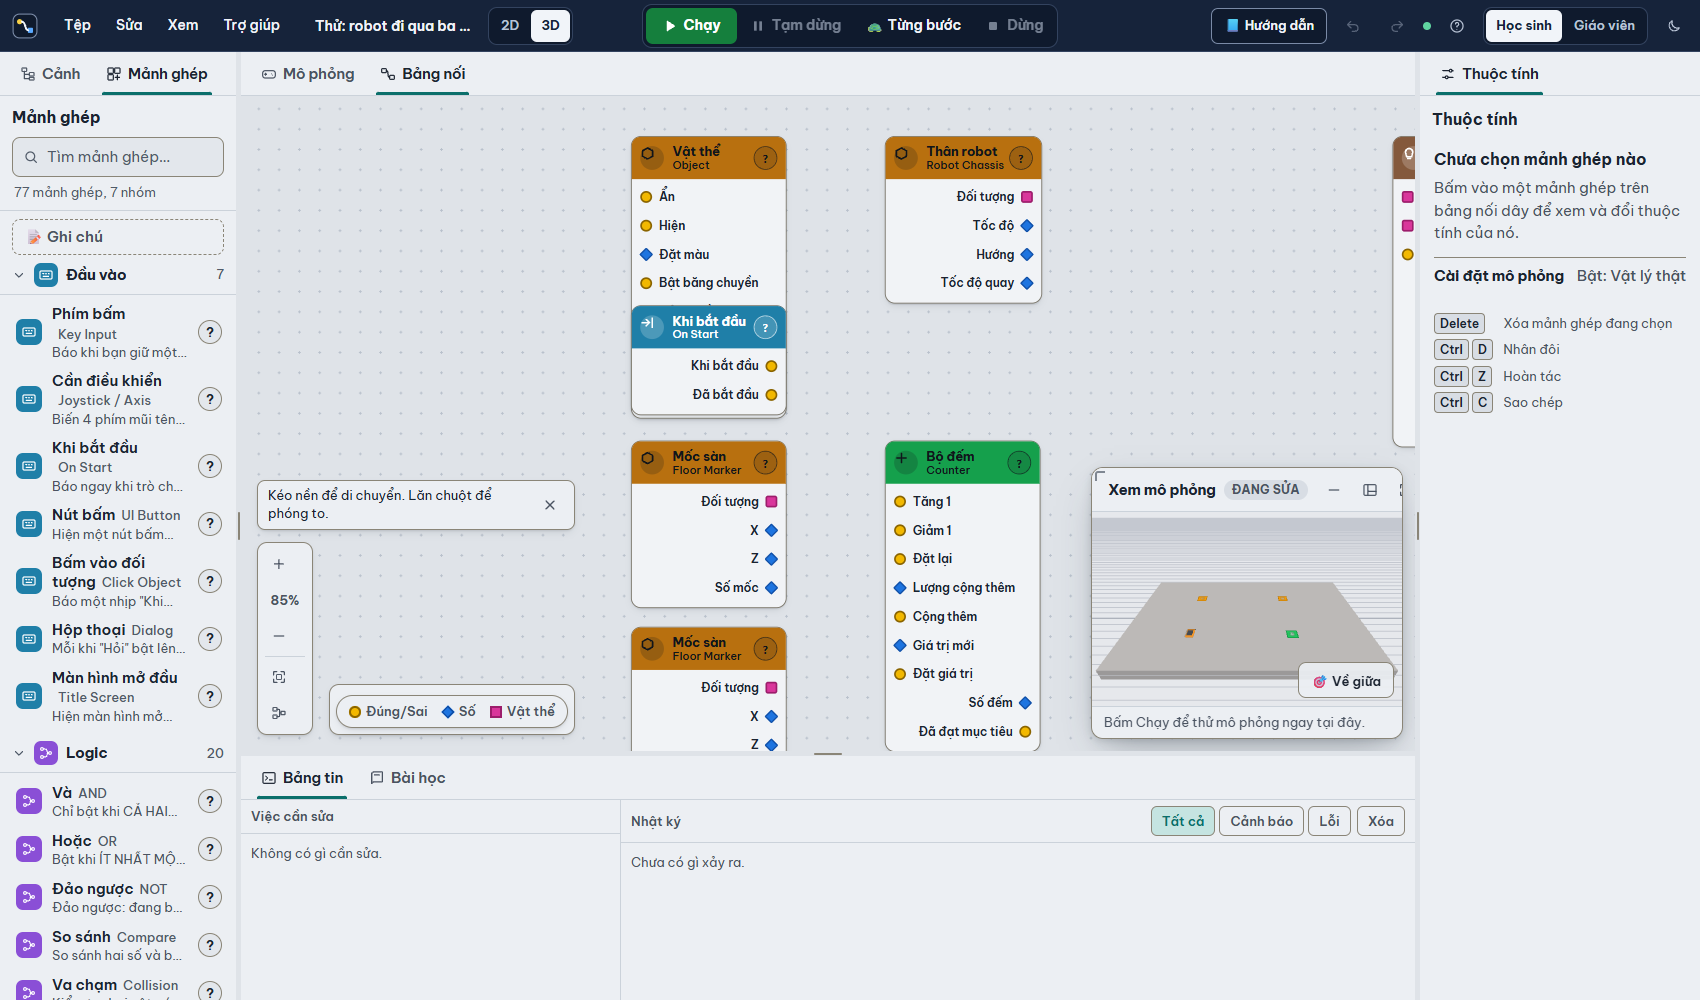 Tệp
Sửa
Xem
Trợ giúp
Thử: robot đi qua ba ...
2D
3D
Chạy
Tạm dừng
Từng bước
Dừng
Hướng dẫn
Học sinh
Giáo viên
Cảnh
Mảnh ghép
Mảnh ghép
Tìm mảnh ghép...
77 mảnh ghép, 7 nhóm
Ghi chú
Đầu vào
7
Phím bấm
Key Input
Báo khi bạn giữ một...
?
Cần điều khiển
Joystick / Axis
Biến 4 phím mũi tên...
?
Khi bắt đầu
On Start
Báo ngay khi trò ch...
?
Nút bấm UI Button
Hiện một nút bấm...
?
Bấm vào đối
tượng Click Object
Báo một nhịp "Khi...
?
Hộp thoại Dialog
Mỗi khi "Hỏi" bật lên...
?
Màn hình mở đầu
Title Screen
Hiện màn hình mở...
?
Logic
20
Và AND
Chỉ bật khi CẢ HAI...
?
Hoặc OR
Bật khi ÍT NHẤT MỘ...
?
Đảo ngược NOT
Đảo ngược: đang b...
?
So sánh Compare
So sánh hai số và b...
?
Va chạm Collision
?
Mô phỏng
Bảng nối
Vật thể
Object
?
Ẩn
Hiện
Đặt màu
Bật băng chuyền
Khi bắt đầu
On Start
?
Khi bắt đầu
Đã bắt đầu
Thân robot
Robot Chassis
?
Đối tượng
Tốc độ
Hướng
Tốc độ quay
Mốc sàn
Floor Marker
?
Đối tượng
X
Z
Số mốc
Mốc sàn
Floor Marker
?
Đối tượng
X
Z
Bộ đếm
Counter
?
Tăng 1
Giảm 1
Đặt lại
Lượng cộng thêm
Cộng thêm
Giá trị mới
Đặt giá trị
Số đếm
Đã đạt mục tiêu
Kéo nền để di chuyển. Lăn chuột để
phóng to.
85%
Đúng/Sai
Số
Vật thể
Xem mô phỏng
ĐANG SỬA
Về giữa
Bấm Chạy để thử mô phỏng ngay tại đây.
Bảng tin
Bài học
Việc cần sửa
Không có gì cần sửa.
Nhật ký
Tất cả
Cảnh báo
Lỗi
Xóa
Chưa có gì xảy ra.
Thuộc tính
Thuộc tính
Chưa chọn mảnh ghép nào
Bấm vào một mảnh ghép trên
bảng nối dây để xem và đổi thuộc
tính của nó.
Cài đặt mô phỏng
Bật: Vật lý thật
Delete Xóa mảnh ghép đang chọn
Ctrl D Nhân đôi
Ctrl Z Hoàn tác
Ctrl C Sao chép